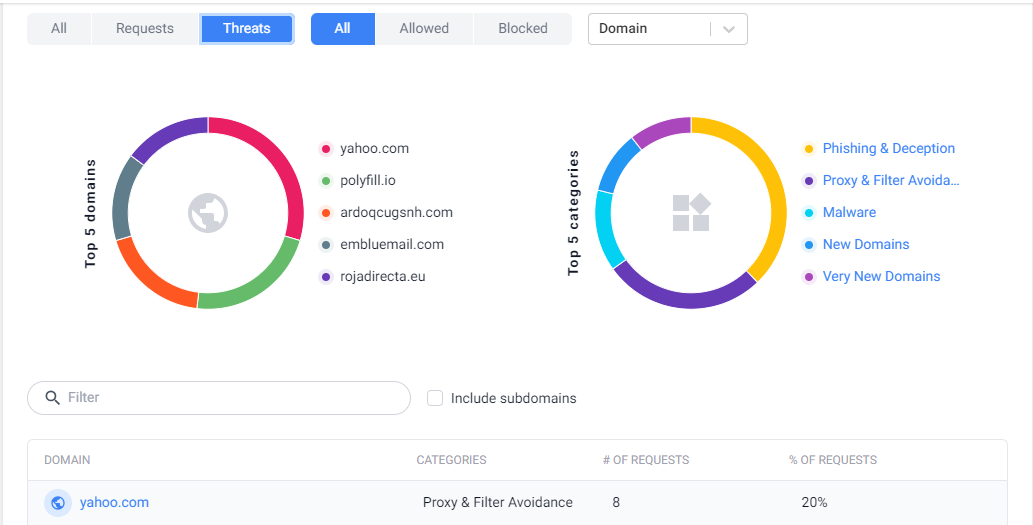 All Requests Threats All Allowed Blocked Domain
Top 5 domains
yahoo.com
polyfill.io
ardoqcugsnh.com
embluemail.com
rojadirecta.eu
Top 5 categories
Phishing & Deception
Proxy & Filter Avoida...
Malware
New Domains
Very New Domains
Filter Include subdomains
DOMAIN CATEGORIES # OF REQUESTS % OF REQUESTS
yahoo.com Proxy & Filter Avoidance 8 20%